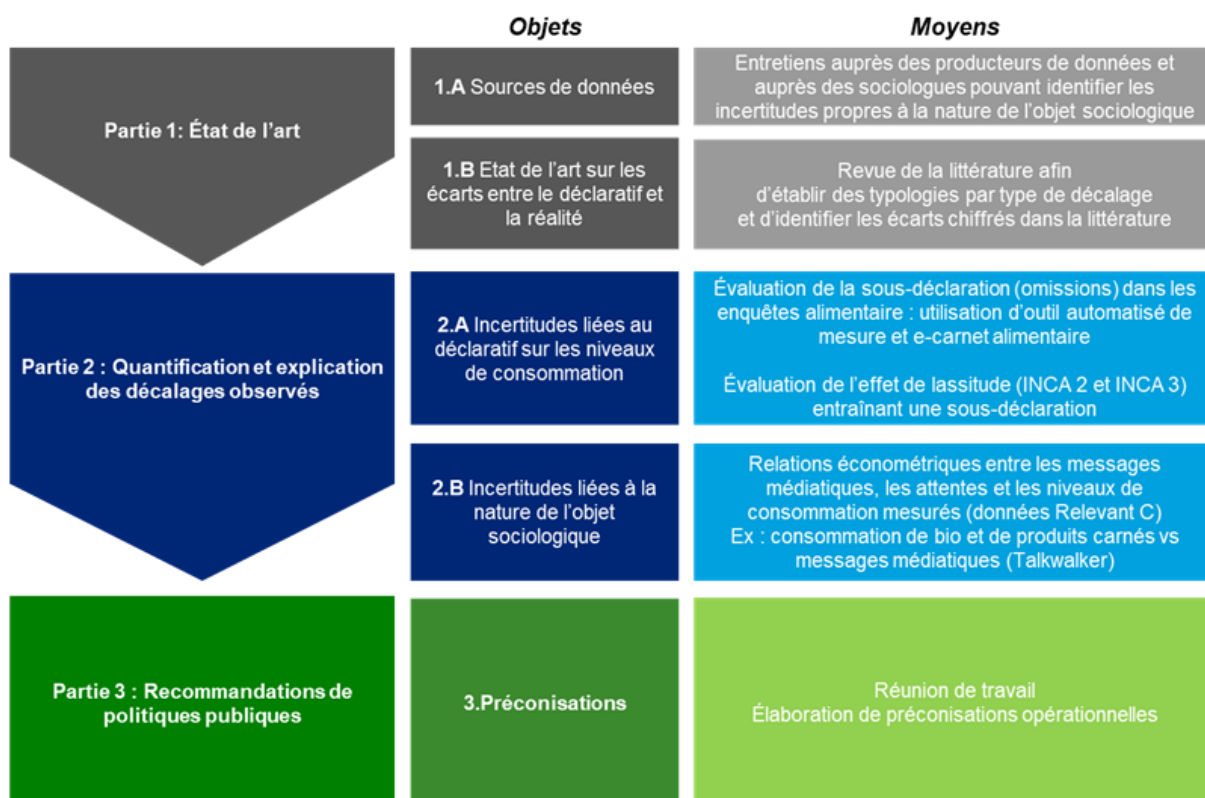 Objets
Moyens
Partie 1: État de l'art
1.A Sources de données
Entretiens auprès des producteurs de données et
auprès des sociologues pouvant identifier les
incertitudes propres à la nature de l'objet sociologique
1.B Etat de l'art sur les
écarts entre le déclaratif et
la réalité
Revue de la littérature afin
d'établir des typologies par type de décalage
et d'identifier les écarts chiffrés dans la littérature
Partie 2 : Quantification et explication
des décalages observés
2.A Incertitudes liées au
déclaratif sur les niveaux
de consommation
Évaluation de la sous-déclaration (omissions) dans les
enquêtes alimentaire : utilisation d'outil automatisé de
mesure et e-carnet alimentaire
Évaluation de l'effet de lassitude (INCA 2 et INCA 3)
entraînant une sous-déclaration
2.B Incertitudes liées à la
nature de l'objet
sociologique
Relations économétriques entre les messages
médiatiques, les attentes et les niveaux de
consommation mesurés (données Relevant C)
Ex : consommation de bio et de produits carnés vs
messages médiatiques (Talkwalker)
Partie 3 : Recommandations de
politiques publiques
3.Préconisations
Réunion de travail
Élaboration de préconisations opérationnelles